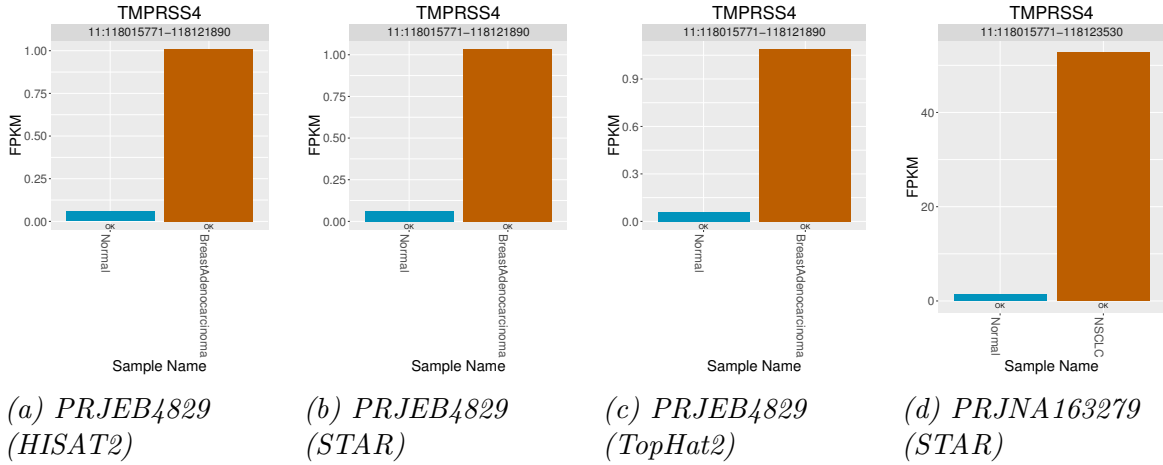 TMPRSS4
11:118015771−118121890
1.00
0.75
0.50
0.25
0.00
FPKM
OK
OK
Normal
BreastAdenocarcinoma
Sample Name
(a) PRJEB4829
(HISAT2)
TMPRSS4
11:118015771−118121890
1.00
0.75
0.50
0.25
0.00
FPKM
OK
OK
Normal
BreastAdenocarcinoma
Sample Name
(b) PRJEB4829
(STAR)
TMPRSS4
11:118015771−118121890
0.9
0.6
0.3
0.0
FPKM
OK
OK
Normal
BreastAdenocarcinoma
Sample Name
(c) PRJEB4829
(TopHat2)
TMPRSS4
11:118015771−118123530
40
20
0
FPKM
OK
OK
Normal
NSCLC
Sample Name
(d) PRJNA163279
(STAR)